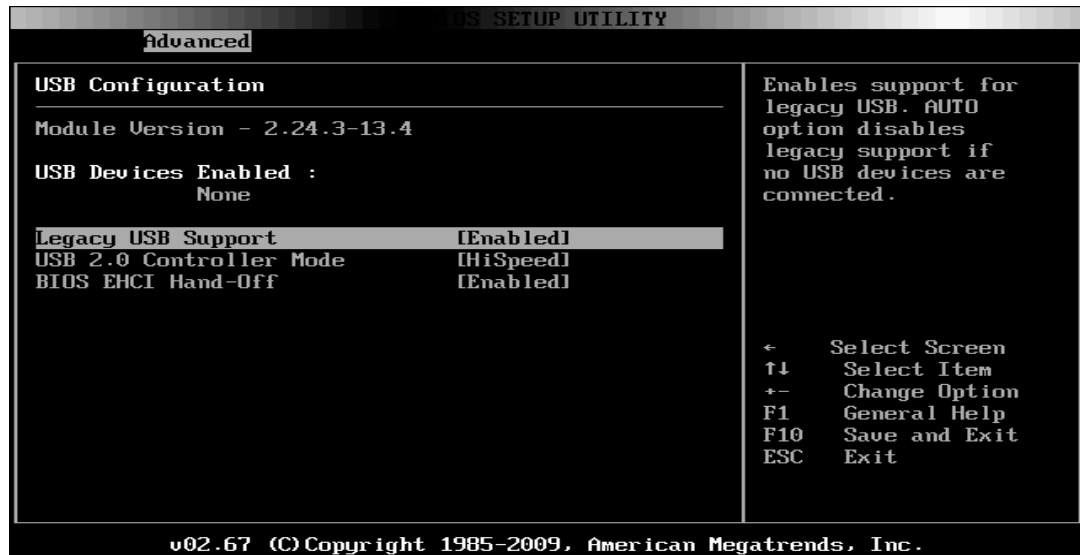 BIOS SETUP UTILITY
Advanced
USB Configuration
Module Version - 2.24.3-13.4
USB Devices Enabled :
None
Legacy USB Support [Enabled]
USB 2.0 Controller Mode [HiSpeed]
BIOS EHCI Hand-Off [Enabled]
Enables support for
legacy USB. AUTO
option disables
legacy support if
no USB devices are
connected.
← Select Screen
↑↓ Select Item
+- Change Option
F1 General Help
F10 Save and Exit
ESC Exit
v02.67 (C)Copyright 1985-2009, American Megatrends, Inc.